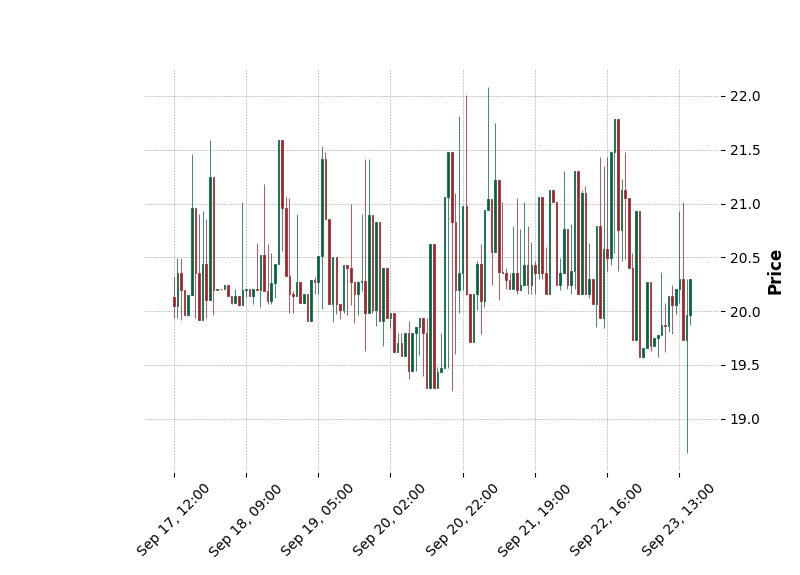 22.0
21.5
21.0
20.5
20.0
19.5
19.0
Price
Sep 17, 12:00
Sep 18, 09:00
Sep 19, 05:00
Sep 20, 02:00
Sep 20, 22:00
Sep 21, 19:00
Sep 22, 16:00
Sep 23, 13:00